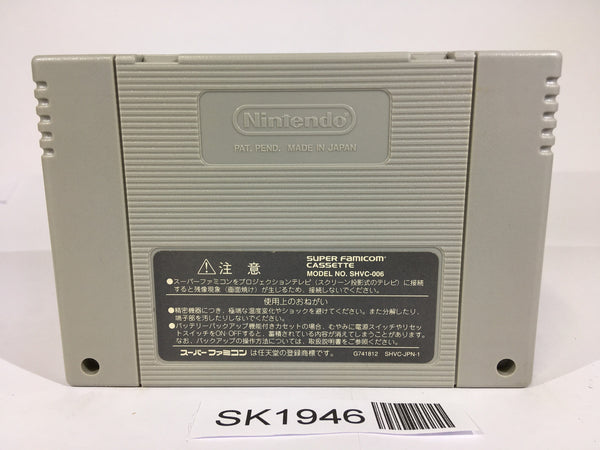 Nintendo
PAT. PEND. MADE IN JAPAN
⚠注意
SUPER FAMICOM
CASSETTE
MODEL NO. SHVC-006
●スーパーファミコンをプロジェクションテレビ(スクリーン投影式のテレビ)に接続
すると残像現象(画面焼け)が生じるため、接続しないでください。
使用上のおねがい
●精密機器につき、極端な温度変化やショックを避けてください。また分解したり、
端子部を汚したりしないでください。
●バッテリーバックアップ機能付きカセットの場合、むやみに電源スイッチやリセッ
トスイッチをON・OFFすると、蓄積されている内容が消えてしまうことがあります。
なお、バックアップの操作方法については、取扱説明書をご参照ください。
スーパーファミコン は任天堂の登録商標です。 G741812 SHVC-JPN-1
SK1946